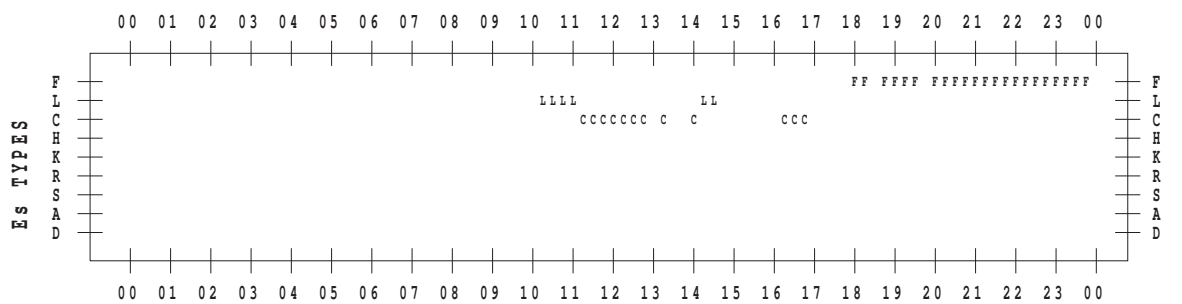 00 01 02 03 04 05 06 07 08 09 10 11 12 13 14 15 16 17 18 19 20 21 22 23 00
F FF FFFF FFFFFFFFFFFFFFFF F
L LLLL LL L
C CCCCCCC C C CCC C
H H
K K
R R
S S
A A
D D
Es TYPES
00 01 02 03 04 05 06 07 08 09 10 11 12 13 14 15 16 17 18 19 20 21 22 23 00